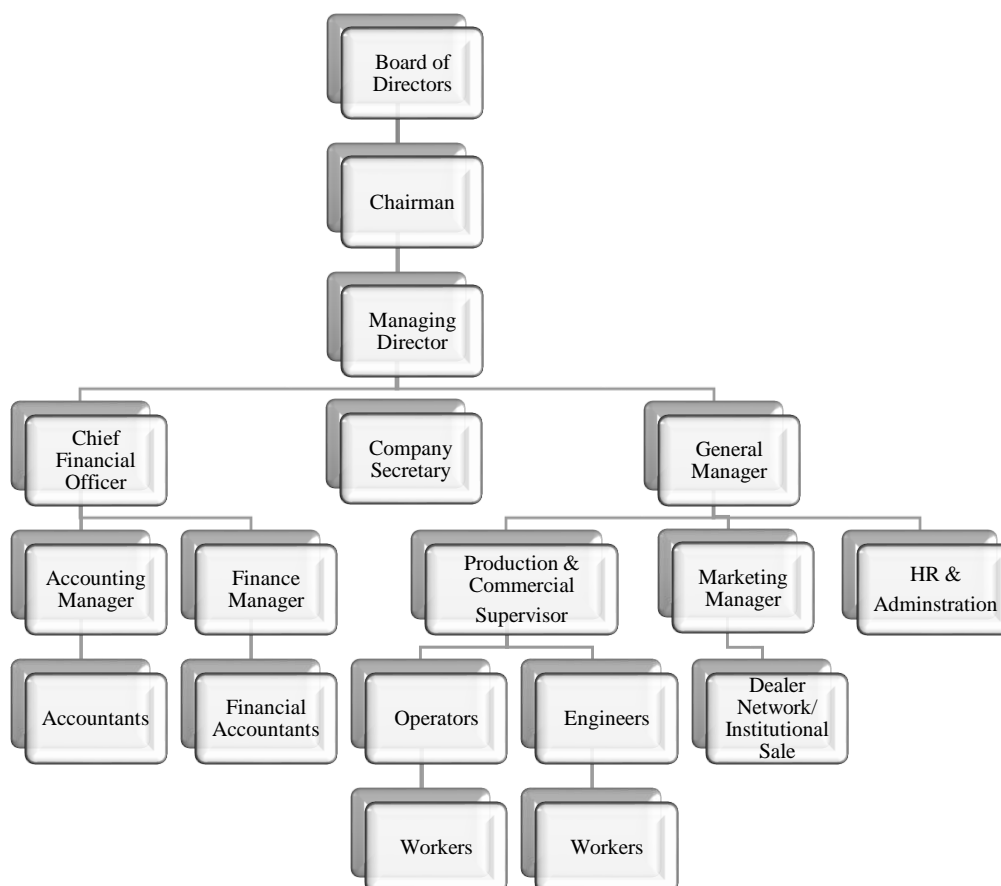 Board of
Directors
Chairman
Managing
Director
Chief
Financial
Officer
Company
Secretary
General
Manager
Accounting
Manager
Finance
Manager
Production &
Commercial
Supervisor
Marketing
Manager
HR &
Adminstration
Accountants
Financial
Accountants
Operators
Engineers
Dealer
Network/
Institutional
Sale
Workers
Workers